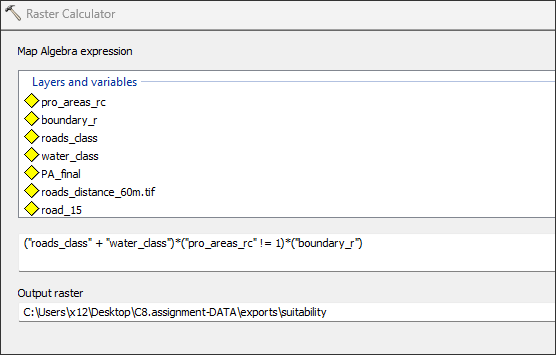 Raster Calculator
Map Algebra expression
Layers and variables
pro_areas_rc
boundary_r
roads_class
water_class
PA_final
roads_distance_60m.tif
road_15
("roads_class" + "water_class")*("pro_areas_rc" != 1)*("boundary_r")
Output raster
C:\Users\x12\Desktop\C8.assignment-DATA\exports\suitability